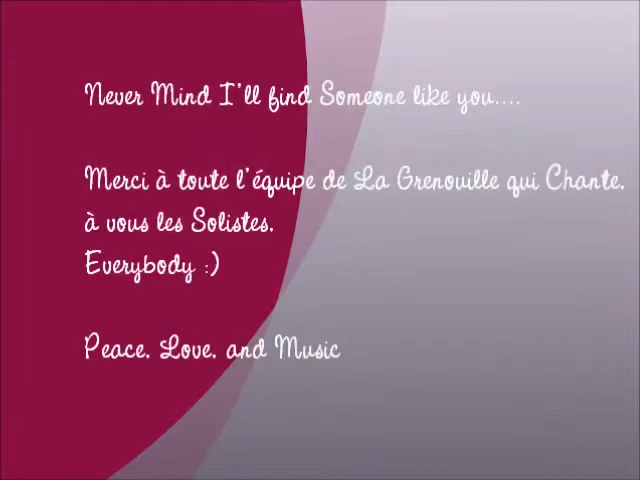 Never Mind I'll find Someone like you....
Merci à toute l'équipe de La Grenouille qui Chante,
à vous les Solistes,
Everybody :)
Peace, Love, and Music